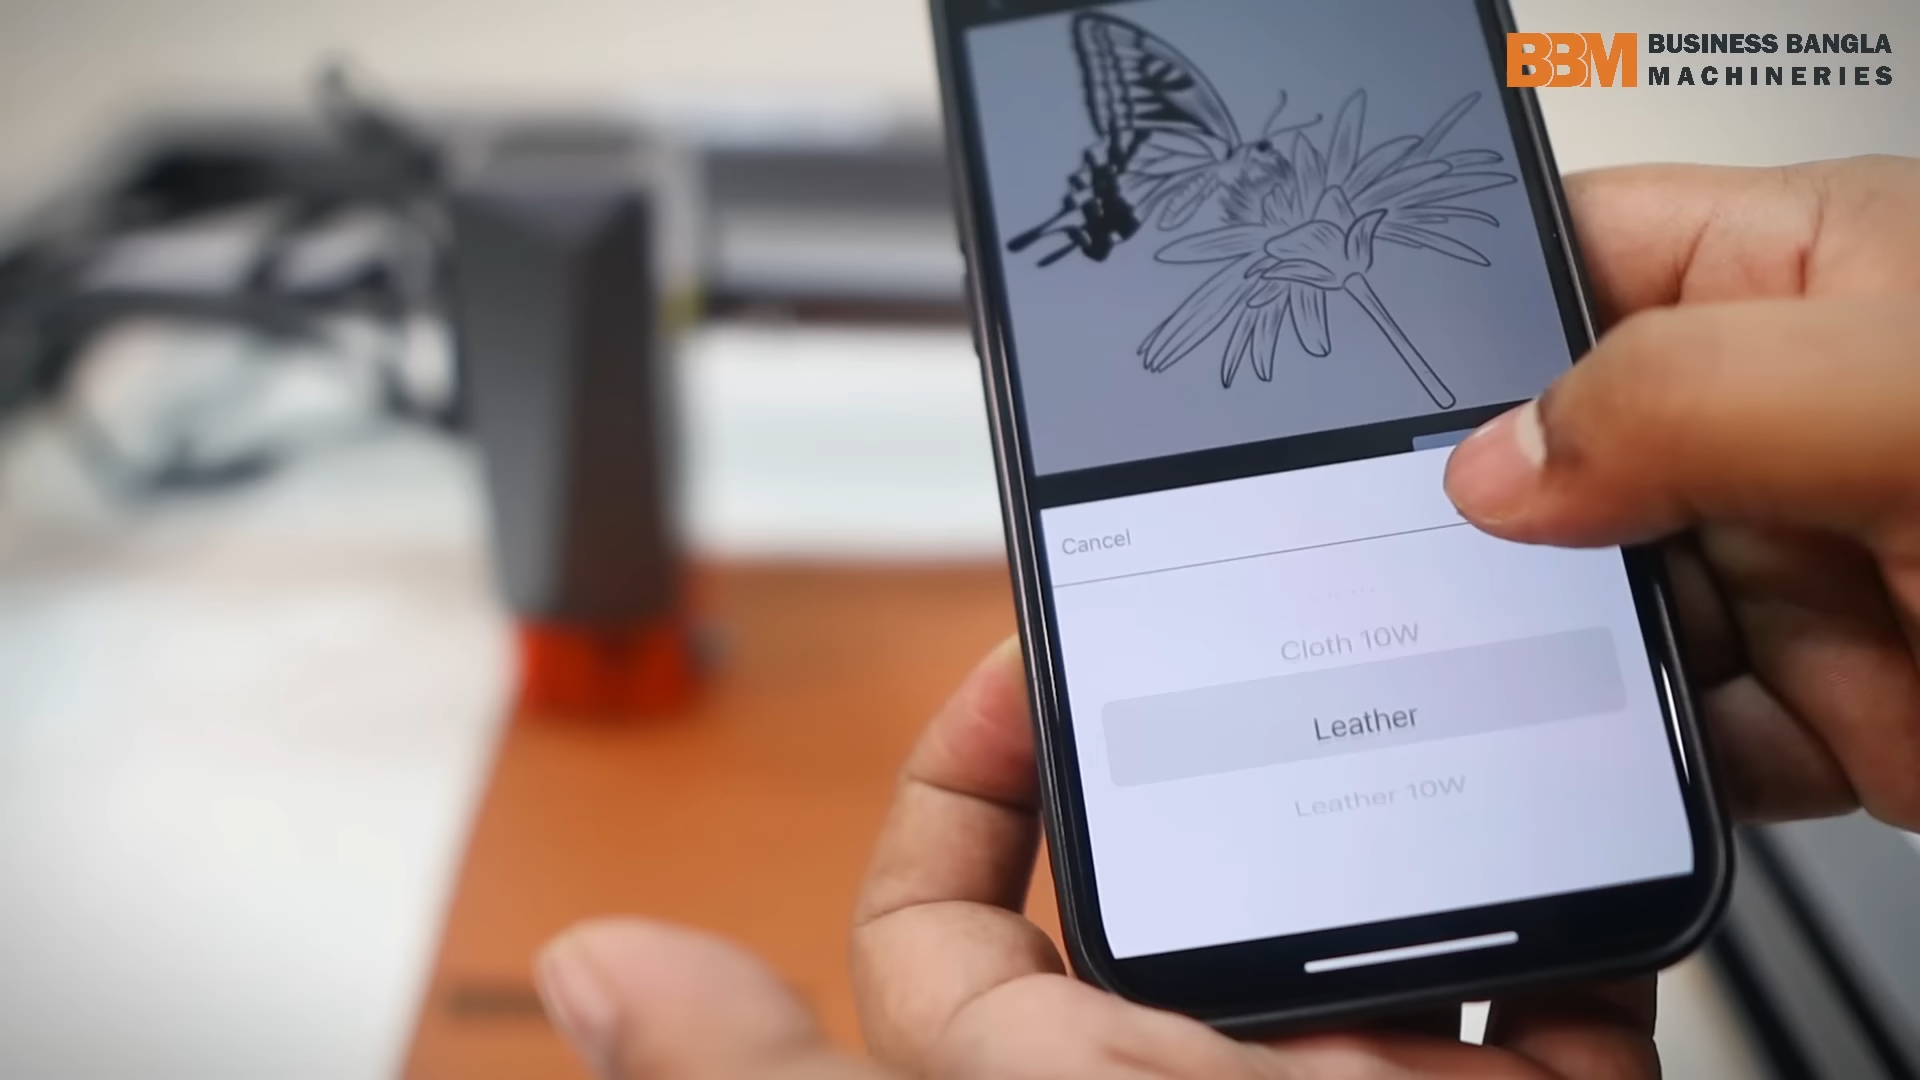 BBM BUSINESS BANGLA
MACHINERIES
Cancel
Cloth 10W
Leather
Leather 10W